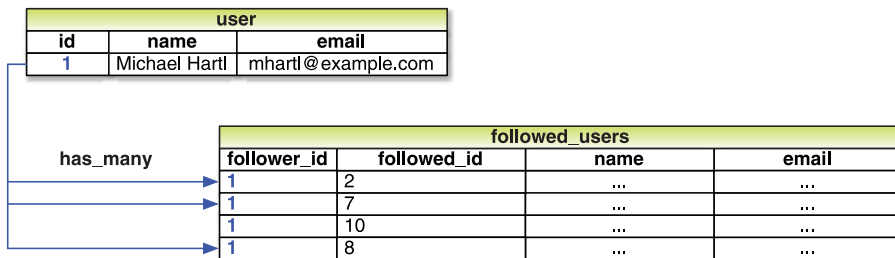 user
id name email
1 Michael Hartl mhartl@example.com
followed_users
has_many follower_id followed_id name email
1 2 ... ...
1 7 ... ...
1 10 ... ...
1 8 ... ...